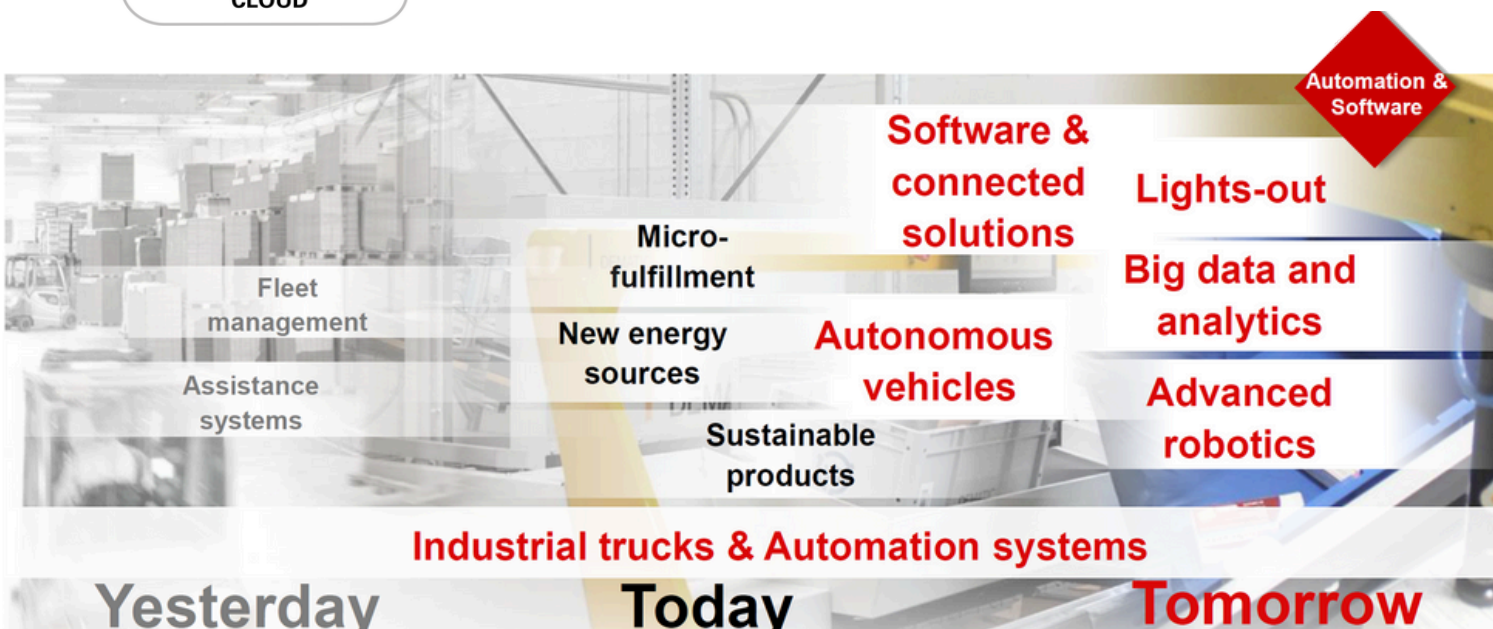 CLOUD
Automation &
Software
Software &
connected
solutions
Lights-out
Micro-
fulfillment
Big data and
analytics
Fleet
management
New energy
sources
Autonomous
vehicles
Assistance
systems
Advanced
robotics
Sustainable
products
Industrial trucks & Automation systems
Yesterday
Today
Tomorrow